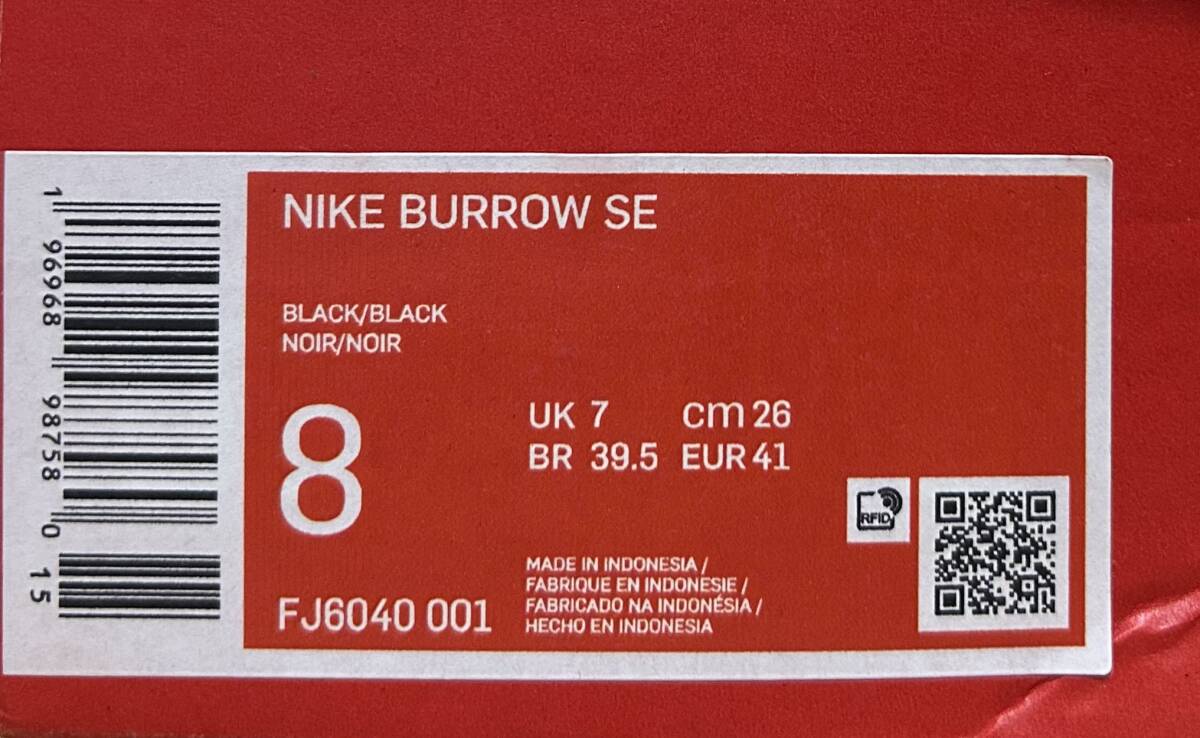 NIKE BURROW SE
BLACK/BLACK
NOIR/NOIR
8
UK 7 cm 26
BR 39.5 EUR 41
RFID
FJ6040 001
MADE IN INDONESIA /
FABRIQUE EN INDONESIE /
FABRICADO NA INDONÉSIA /
HECHO EN INDONESIA
1 96968 98758 0 15